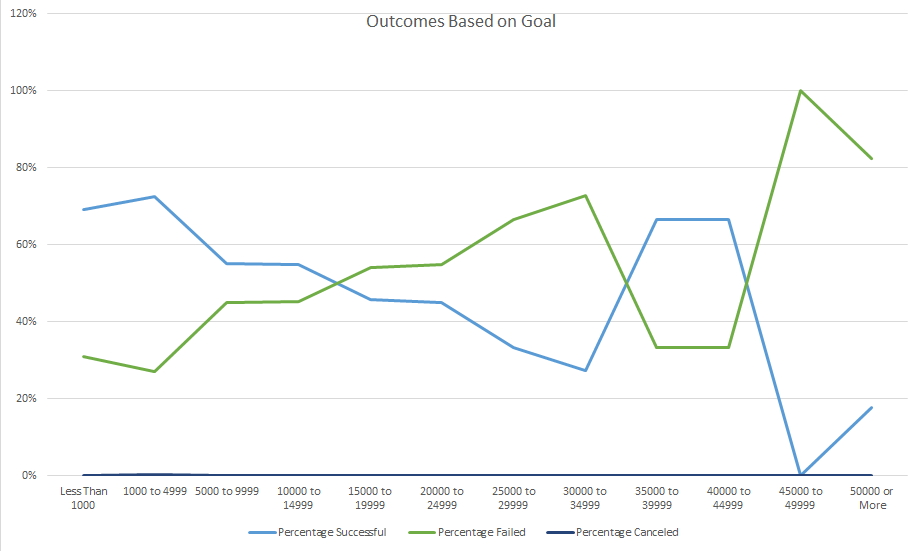 Outcomes Based on Goal
120%
100%
80%
60%
40%
20%
0%
Less Than
1000
1000 to 4999
5000 to 9999
10000 to
14999
15000 to
19999
20000 to
24999
25000 to
29999
30000 to
34999
35000 to
39999
40000 to
44999
45000 to
49999
50000 or
More
Percentage Successful
Percentage Failed
Percentage Canceled